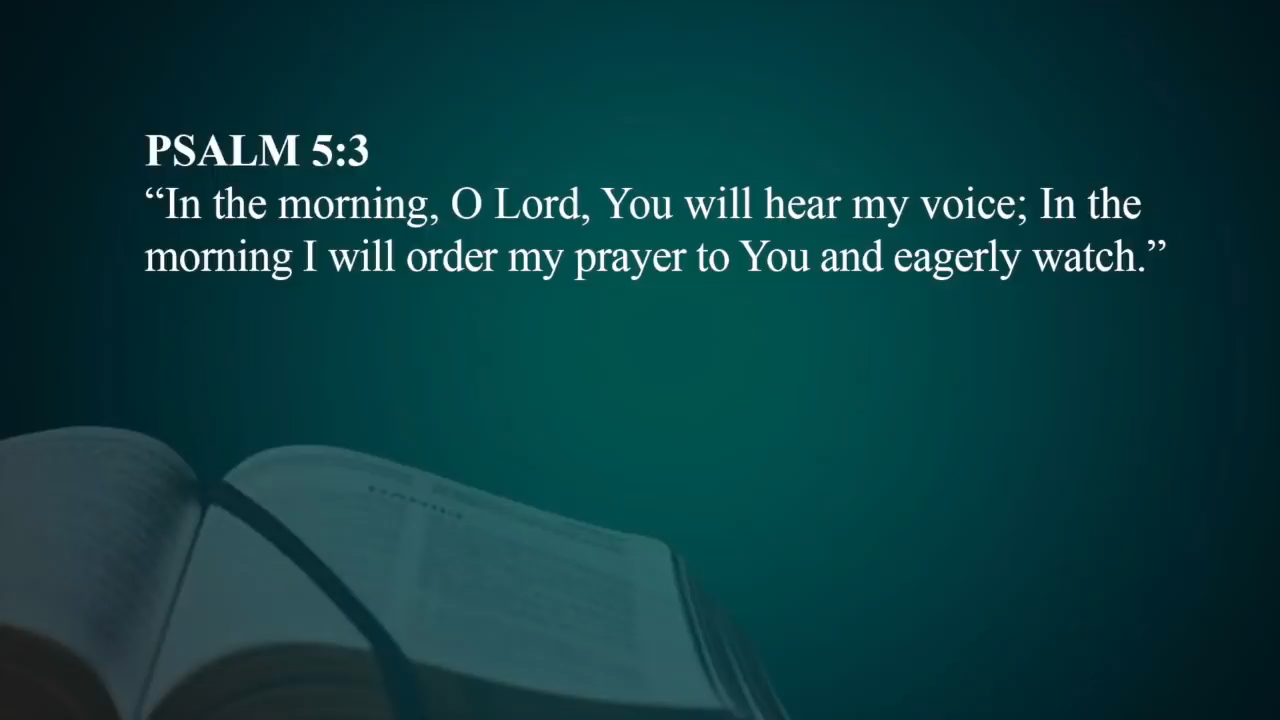 PSALM 5:3
“In the morning, O Lord, You will hear my voice; In the
morning I will order my prayer to You and eagerly watch.”